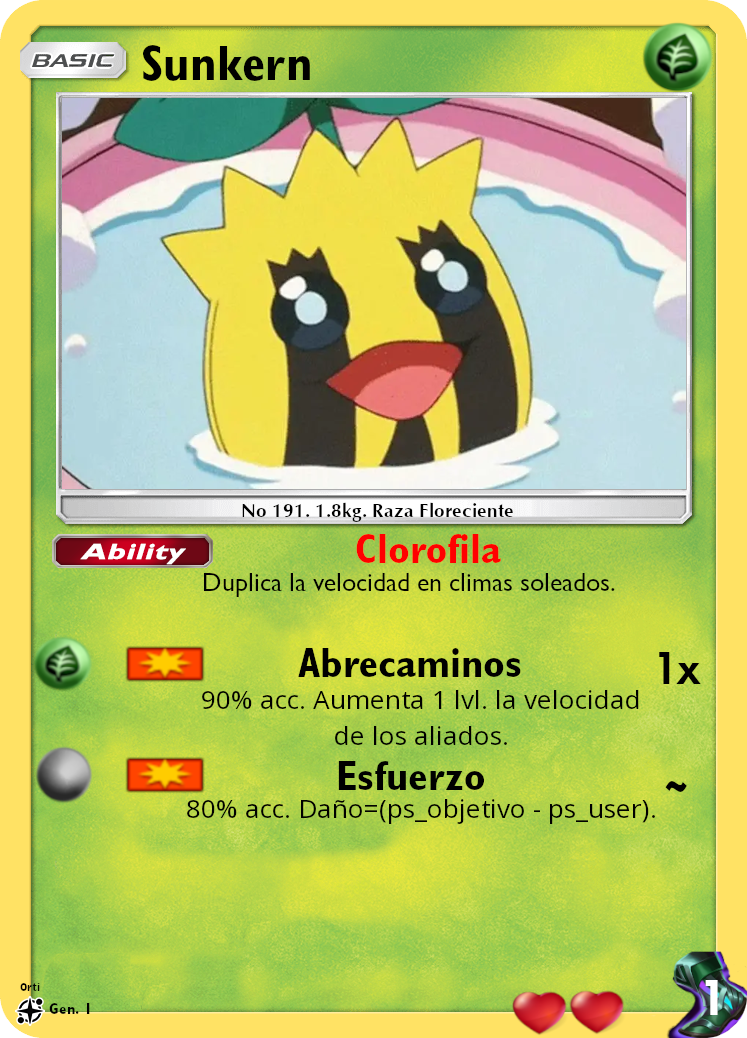 BASIC Sunkern
No 191. 1.8kg. Raza Floreciente
Ability Clorofila
Duplica la velocidad en climas soleados.
Abrecaminos 1x
90% acc. Aumenta 1 lvl. la velocidad
de los aliados.
Esfuerzo ~
80% acc. Daño=(ps_objetivo - ps_user).
Orti
Gen. I
1